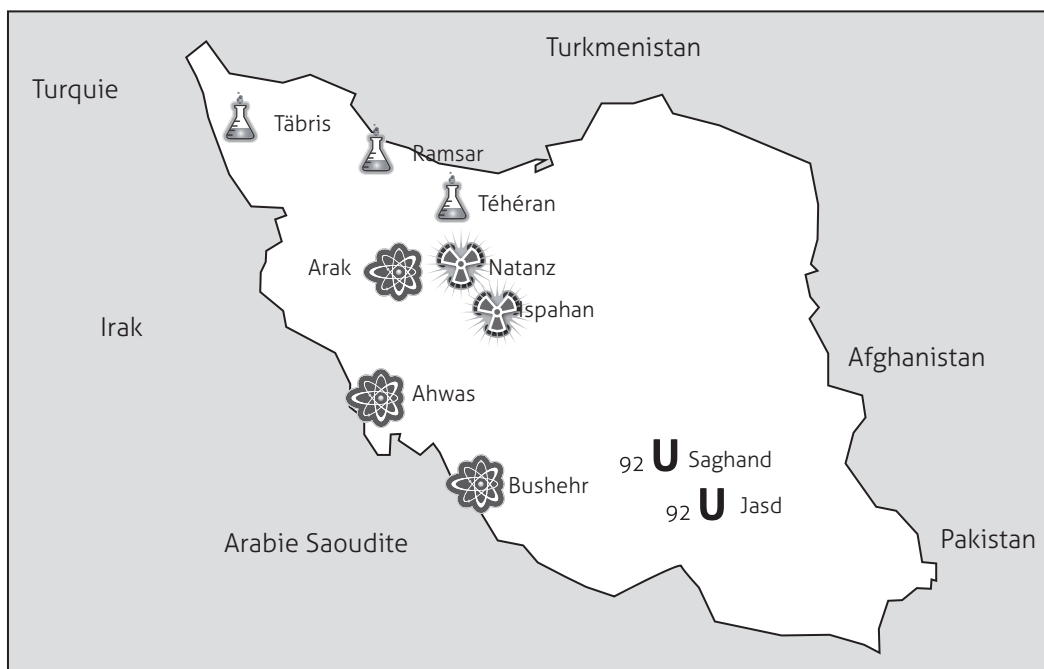 Turkmenistan
Turquie
Täbris
Ramsar
Téhéran
Arak
Natanz
Ispahan
Irak
Afghanistan
Ahwas
92 U Saghand
Bushehr
92 U Jasd
Arabie Saoudite
Pakistan